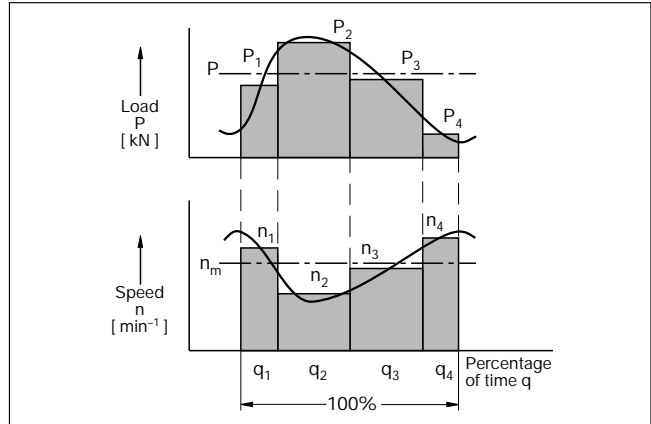 P₂
P₁
P
P₃
Load
P
[ kN ]
P₄
n₁
n₄
n₃
nₘ
n₂
Speed
n
[ min⁻¹ ]
q₁ q₂ q₃ q₄ Percentage
of time q
100%